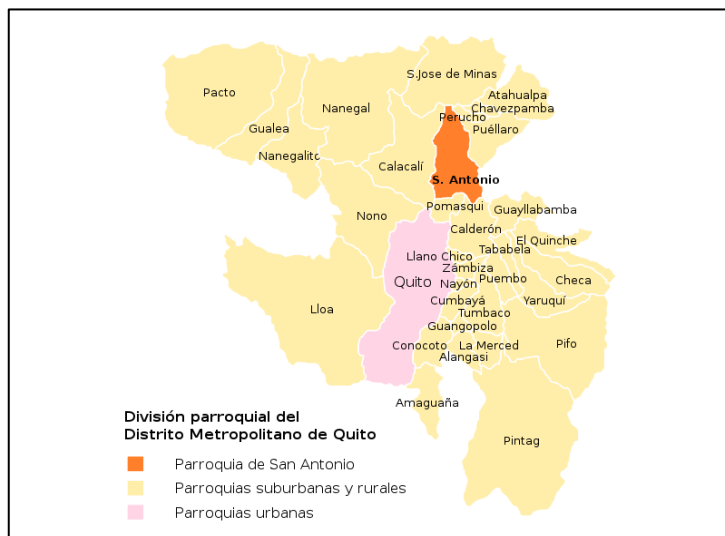 S.Jose de Minas
Pacto
Atahualpa
Nanegal
Chavezpamba
Perucho
Gualea
Puéllaro
Nanegalito
Calacalí
S. Antonio
Pomasqui
Guayllabamba
Nono
Calderón
El Quinche
Tababela
Llano Chico
Zámbiza
Quito
Nayón
Puembo
Checa
Cumbayá
Yaruquí
Lloa
Tumbaco
Guangopolo
Conocoto
La Merced
Pifo
Alangasi
Amaguaña
Pintag
División parroquial del
Distrito Metropolitano de Quito
Parroquia de San Antonio
Parroquias suburbanas y rurales
Parroquias urbanas